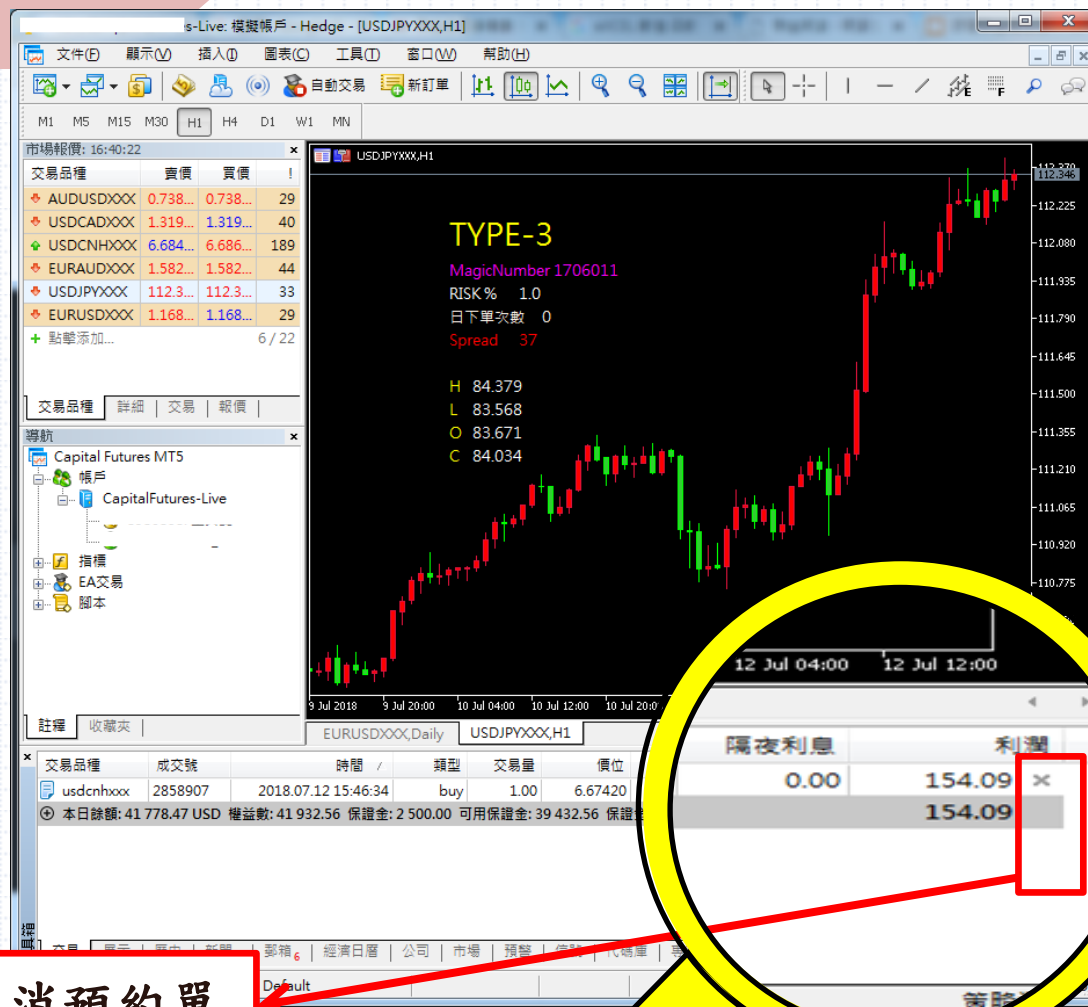 s-Live: 模擬帳戶 - Hedge - [USDJPYXXX,H1]
文件(F) 顯示(V) 插入(I) 圖表(C) 工具(T) 窗口(W) 幫助(H)
自動交易 新訂單
M1 M5 M15 M30 H1 H4 D1 W1 MN
市場報價: 16:40:22
交易品種 賣價 買價 !
AUDUSDXXX 0.738... 0.738... 29
USDCADXXX 1.319... 1.319... 40
USDCNHXXX 6.684... 6.686... 189
EURAUDXXX 1.582... 1.582... 44
USDJPYXXX 112.3... 112.3... 33
EURUSDXXX 1.168... 1.168... 29
點擊添加... 6 / 22
交易品種 | 詳細 | 交易 | 報價 |
導航
Capital Futures MT5
帳戶
CapitalFutures-Live
指標
EA交易
腳本
註釋 | 收藏夾 |
USDJPYXXX,H1
TYPE-3
MagicNumber 1706011
RISK% 1.0
日下單次數 0
Spread 37
H 84.379
L 83.568
O 83.671
C 84.034
112.370
112.346
112.225
112.080
111.935
111.790
111.645
111.500
111.355
111.210
111.065
110.920
110.775
9 Jul 2018 9 Jul 20:00 10 Jul 04:00 10 Jul 12:00 10 Jul 20:0
EURUSDXXX,Daily USDJPYXXX,H1
12 Jul 04:00 12 Jul 12:00
隔夜利息 利潤
0.00 154.09
154.09
交易品種 成交號 時間 / 類型 交易量 價位
usdcnhxxx 2858907 2018.07.12 15:46:34 buy 1.00 6.67420
本日餘額: 41 778.47 USD 權益數: 41 932.56 保證金: 2 500.00 可用保證金: 39 432.56 保證
郵箱6 | 經濟日曆 | 公司 | 市場 | 預警
Default
消預約單